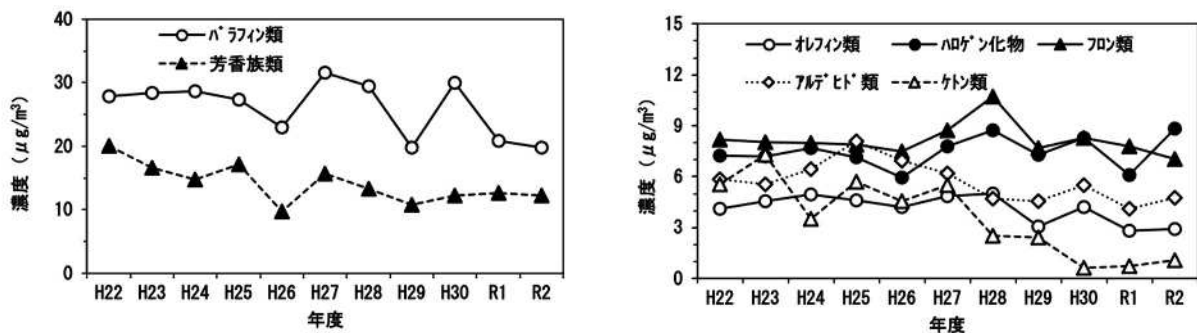 40
30
20
10
0
濃度（μg/m³）
パラフィン類
芳香族類
H22 H23 H24 H25 H26 H27 H28 H29 H30 R1 R2
年度
15
12
9
6
3
0
濃度（μg/m³）
オレフィン類 ハロゲン化物 フロン類
アルデヒド類 ケトン類
H22 H23 H24 H25 H26 H27 H28 H29 H30 R1 R2
年度